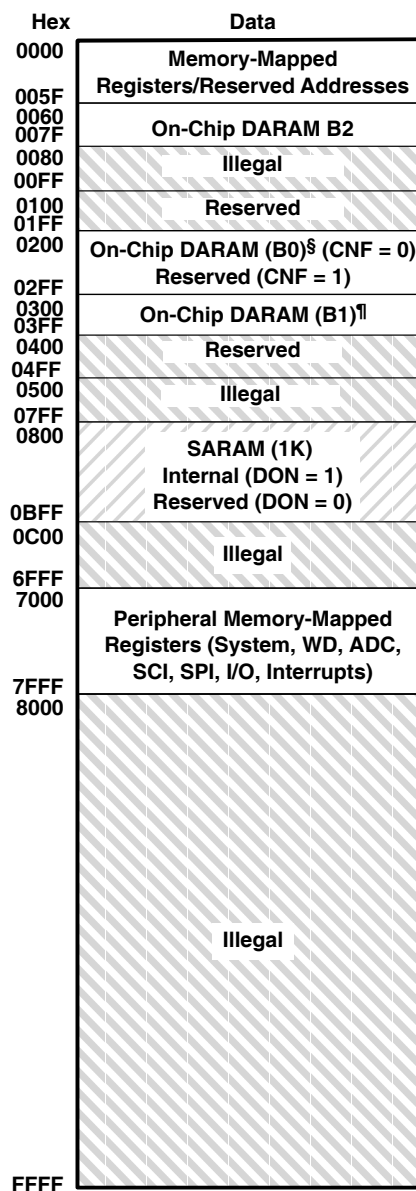 Hex Data
0000
Memory-Mapped
Registers/Reserved Addresses
005F
0060
On-Chip DARAM B2
007F
0080
Illegal
00FF
0100
Reserved
01FF
0200
On-Chip DARAM (B0)§ (CNF = 0)
Reserved (CNF = 1)
02FF
0300
On-Chip DARAM (B1)¶
03FF
0400
Reserved
04FF
0500
Illegal
07FF
0800
SARAM (1K)
Internal (DON = 1)
Reserved (DON = 0)
0BFF
0C00
Illegal
6FFF
7000
Peripheral Memory-Mapped
Registers (System, WD, ADC,
SCI, SPI, I/O, Interrupts)
7FFF
8000
Illegal
FFFF